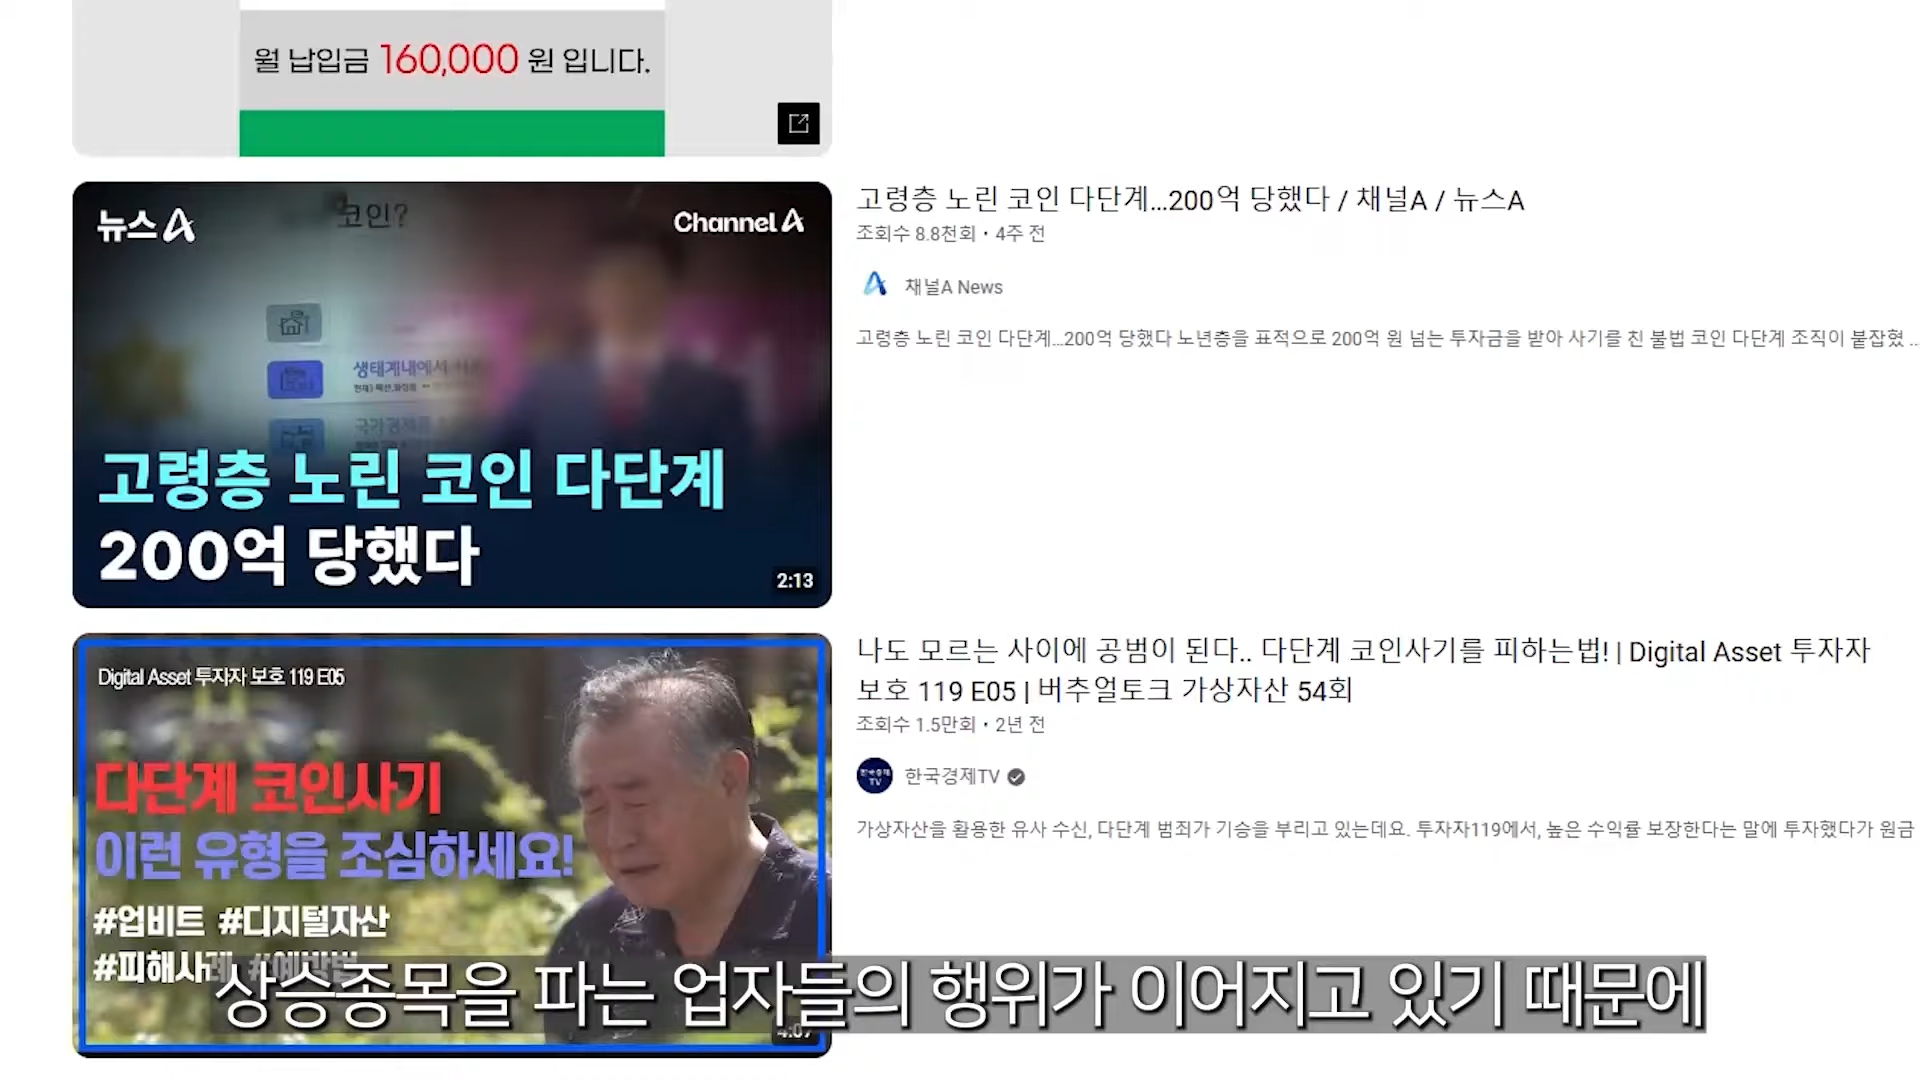 월 납입금 160,000 원 입니다.
뉴스A
코인?
Channel A
생태계내에서
고령층 노린 코인 다단계
200억 당했다
2:13
고령층 노린 코인 다단계...200억 당했다 / 채널A / 뉴스A
조회수 8.8천회 · 4주 전
채널A News
고령층 노린 코인 다단계...200억 당했다 노년층을 표적으로 200억 원 넘는 투자금을 받아 사기를 친 불법 코인 다단계 조직이 붙잡혔 ...
Digital Asset 투자자 보호 119 E05
다단계 코인사기
이런 유형을 조심하세요!
#업비트 #디지털자산
#피해사례 #예방법
4:07
나도 모르는 사이에 공범이 된다.. 다단계 코인사기를 피하는법! | Digital Asset 투자자
보호 119 E05 | 버추얼토크 가상자산 54회
조회수 1.5만회 · 2년 전
한국경제TV
가상자산을 활용한 유사 수신, 다단계 범죄가 기승을 부리고 있는데요. 투자자119에서, 높은 수익률 보장한다는 말에 투자했다가 원금
상승종목을 파는 업자들의 행위가 이어지고 있기 때문에